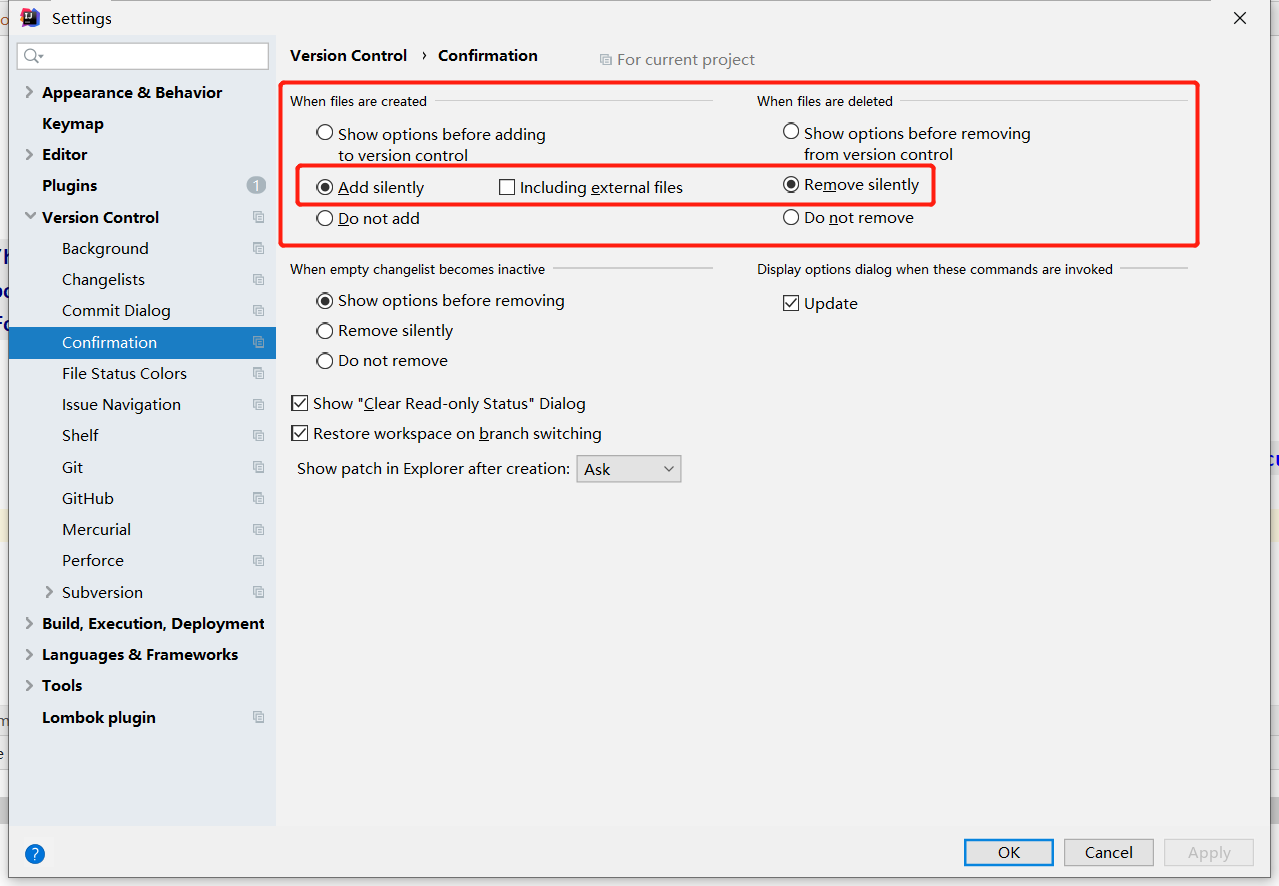 Settings
Version Control › Confirmation
For current project
Appearance & Behavior
Keymap
Editor
Plugins
1
Version Control
Background
Changelists
Commit Dialog
Confirmation
File Status Colors
Issue Navigation
Shelf
Git
GitHub
Mercurial
Perforce
Subversion
Build, Execution, Deployment
Languages & Frameworks
Tools
Lombok plugin
When files are created
Show options before adding
to version control
Add silently
Including external files
Do not add
When files are deleted
Show options before removing
from version control
Remove silently
Do not remove
When empty changelist becomes inactive
Show options before removing
Remove silently
Do not remove
Display options dialog when these commands are invoked
Update
Show "Clear Read-only Status" Dialog
Restore workspace on branch switching
Show patch in Explorer after creation: Ask
?
OK
Cancel
Apply